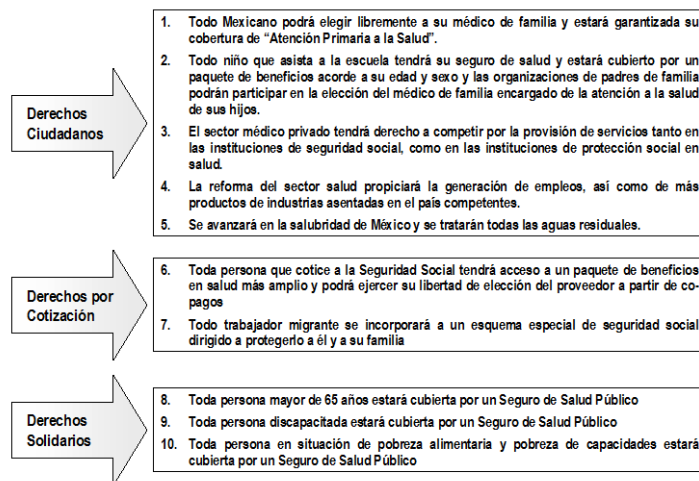 Derechos
Ciudadanos
1. Todo Mexicano podrá elegir libremente a su médico de familia y estará garantizada su
cobertura de “Atención Primaria a la Salud”.
2. Todo niño que asista a la escuela tendrá su seguro de salud y estará cubierto por un
paquete de beneficios acorde a su edad y sexo y las organizaciones de padres de familia
podrán participar en la elección del médico de familia encargado de la atención a la salud
de sus hijos.
3. El sector médico privado tendrá derecho a competir por la provisión de servicios tanto en
las instituciones de seguridad social, como en las instituciones de protección social en
salud.
4. La reforma del sector salud propiciará la generación de empleos, así como de más
productos de industrias asentadas en el país competentes.
5. Se avanzará en la salubridad de México y se tratarán todas las aguas residuales.
Derechos por
Cotización
6. Toda persona que cotice a la Seguridad Social tendrá acceso a un paquete de beneficios
en salud más amplio y podrá ejercer su libertad de elección del proveedor a partir de co-
pagos
7. Todo trabajador migrante se incorporará a un esquema especial de seguridad social
dirigido a protegerlo a él y a su familia
Derechos
Solidarios
8. Toda persona mayor de 65 años estará cubierta por un Seguro de Salud Público
9. Toda persona discapacitada estará cubierta por un Seguro de Salud Público
10. Toda persona en situación de pobreza alimentaria y pobreza de capacidades estará
cubierta por un Seguro de Salud Público